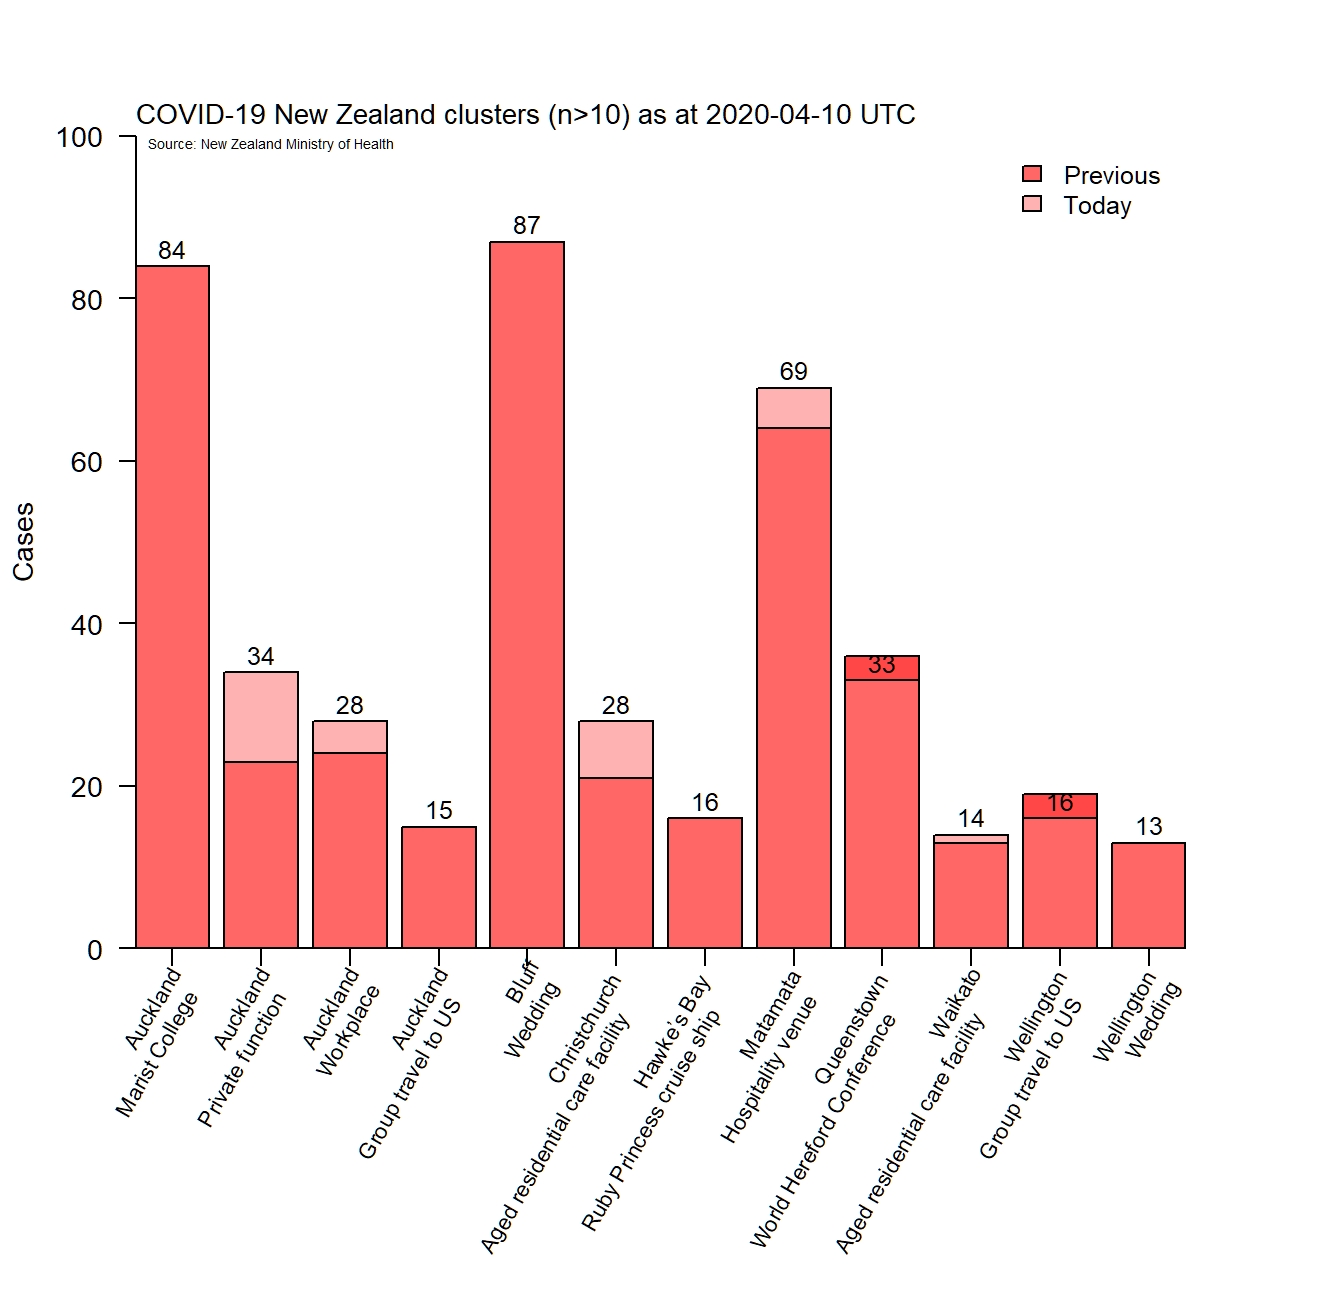 COVID-19 New Zealand clusters (n>10) as at 2020-04-10 UTC
Source: New Zealand Ministry of Health
Previous
Today
Cases
100
80
60
40
20
0
84
34
28
15
87
28
16
69
33
14
16
13
Auckland
Marist College
Auckland
Private function
Auckland
Workplace
Auckland
Group travel to US
Bluff
Wedding
Christchurch
Aged residential care facility
Hawke's Bay
Ruby Princess cruise ship
Matamata
Hospitality venue
Queenstown
World Hereford Conference
Waikato
Aged residential care facility
Wellington
Group travel to US
Wellington
Wedding